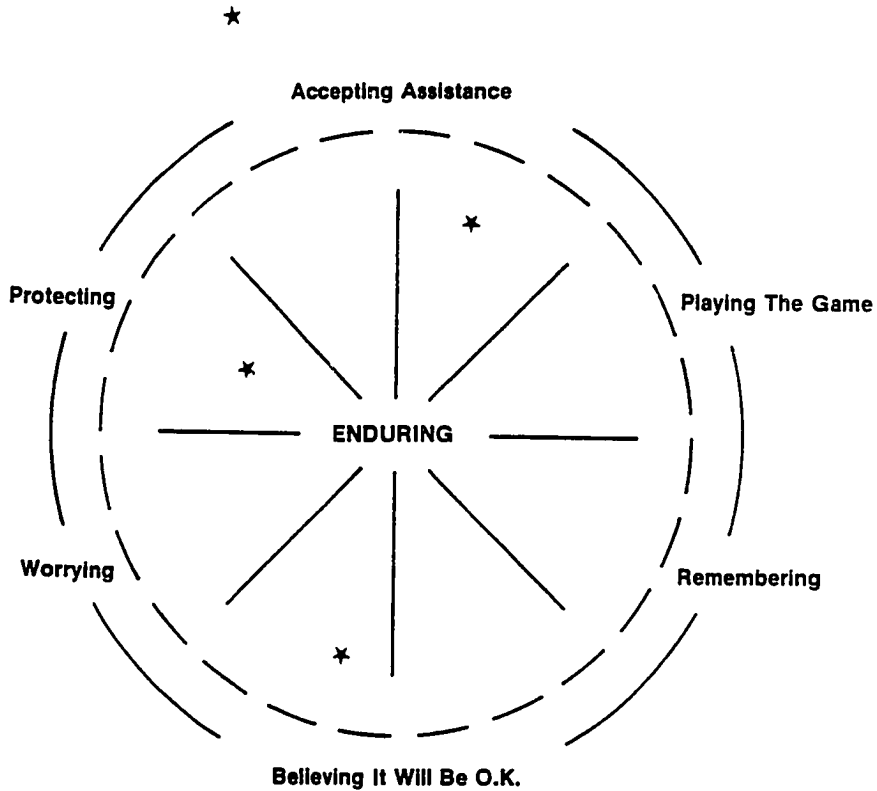 Accepting Assistance
Protecting
Playing The Game
ENDURING
Worrying
Remembering
Believing It Will Be O.K.